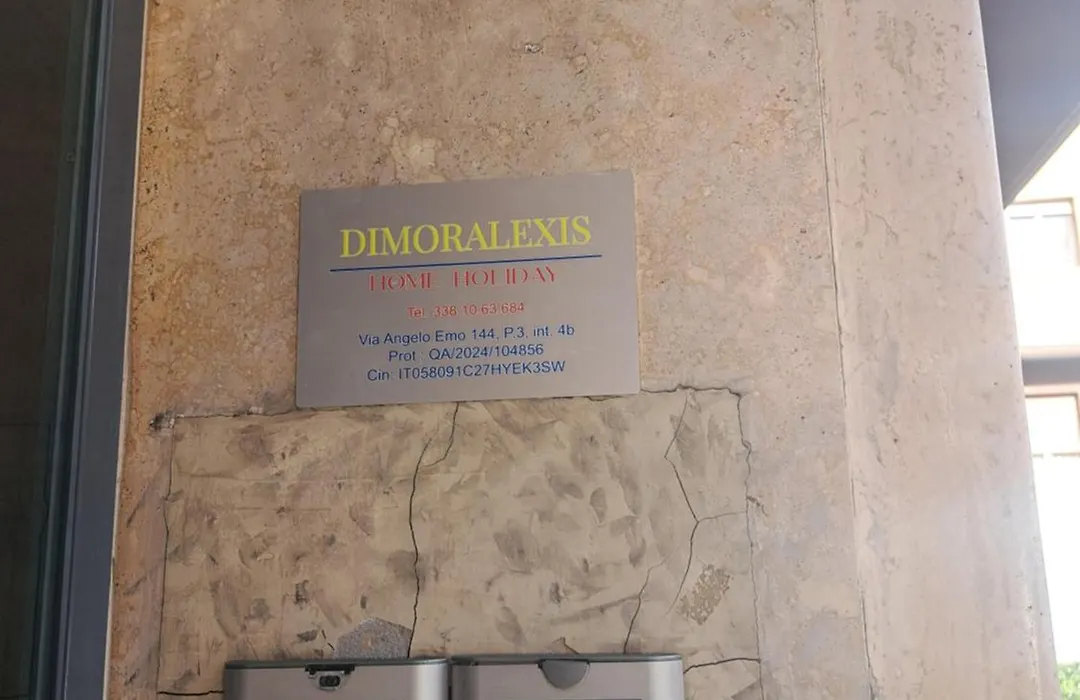 DIMORALEXIS
HOME HOLIDAY
Tel. 338 10 63 684
Via Angelo Emo 144, P.3, int. 4b
Prot : QA/2024/104856
Cin: IT058091C27HYEK3SW